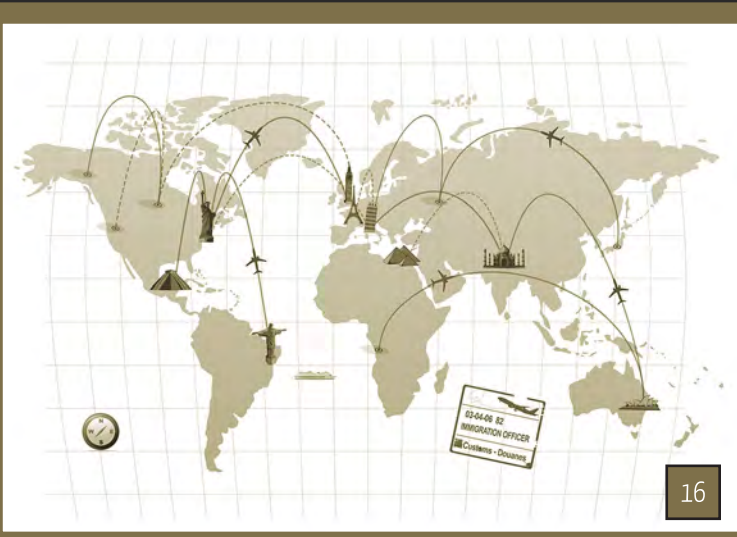 03-04-06 82
IMMIGRATION OFFICER
Customs - Douanes
16